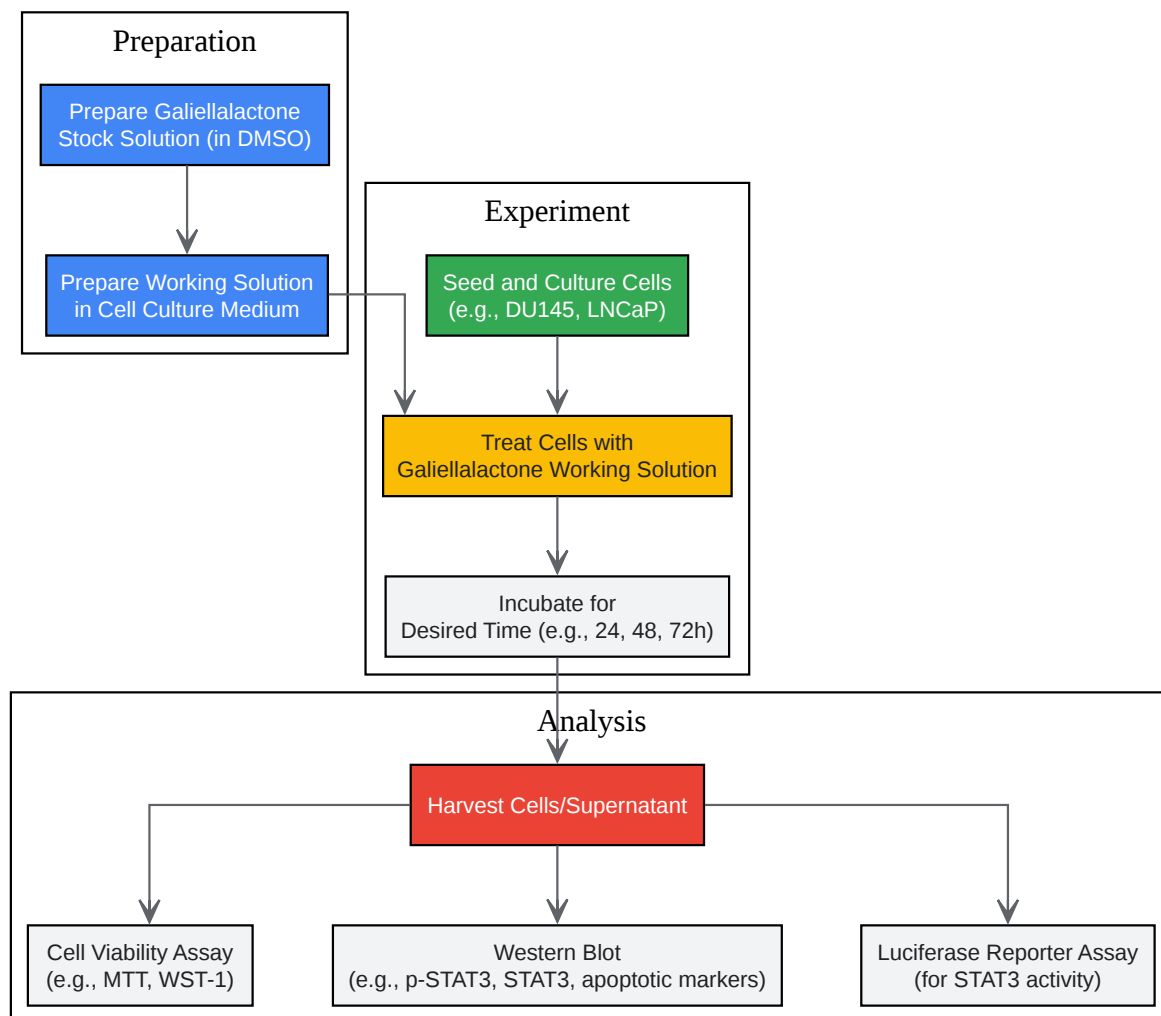 Preparation
Prepare Galiellalactone
Stock Solution (in DMSO)
Prepare Working Solution
in Cell Culture Medium
Experiment
Seed and Culture Cells
(e.g., DU145, LNCaP)
Treat Cells with
Galiellalactone Working Solution
Incubate for
Desired Time (e.g., 24, 48, 72h)
Analysis
Harvest Cells/Supernatant
Cell Viability Assay
(e.g., MTT, WST-1)
Western Blot
(e.g., p-STAT3, STAT3, apoptotic markers)
Luciferase Reporter Assay
(for STAT3 activity)